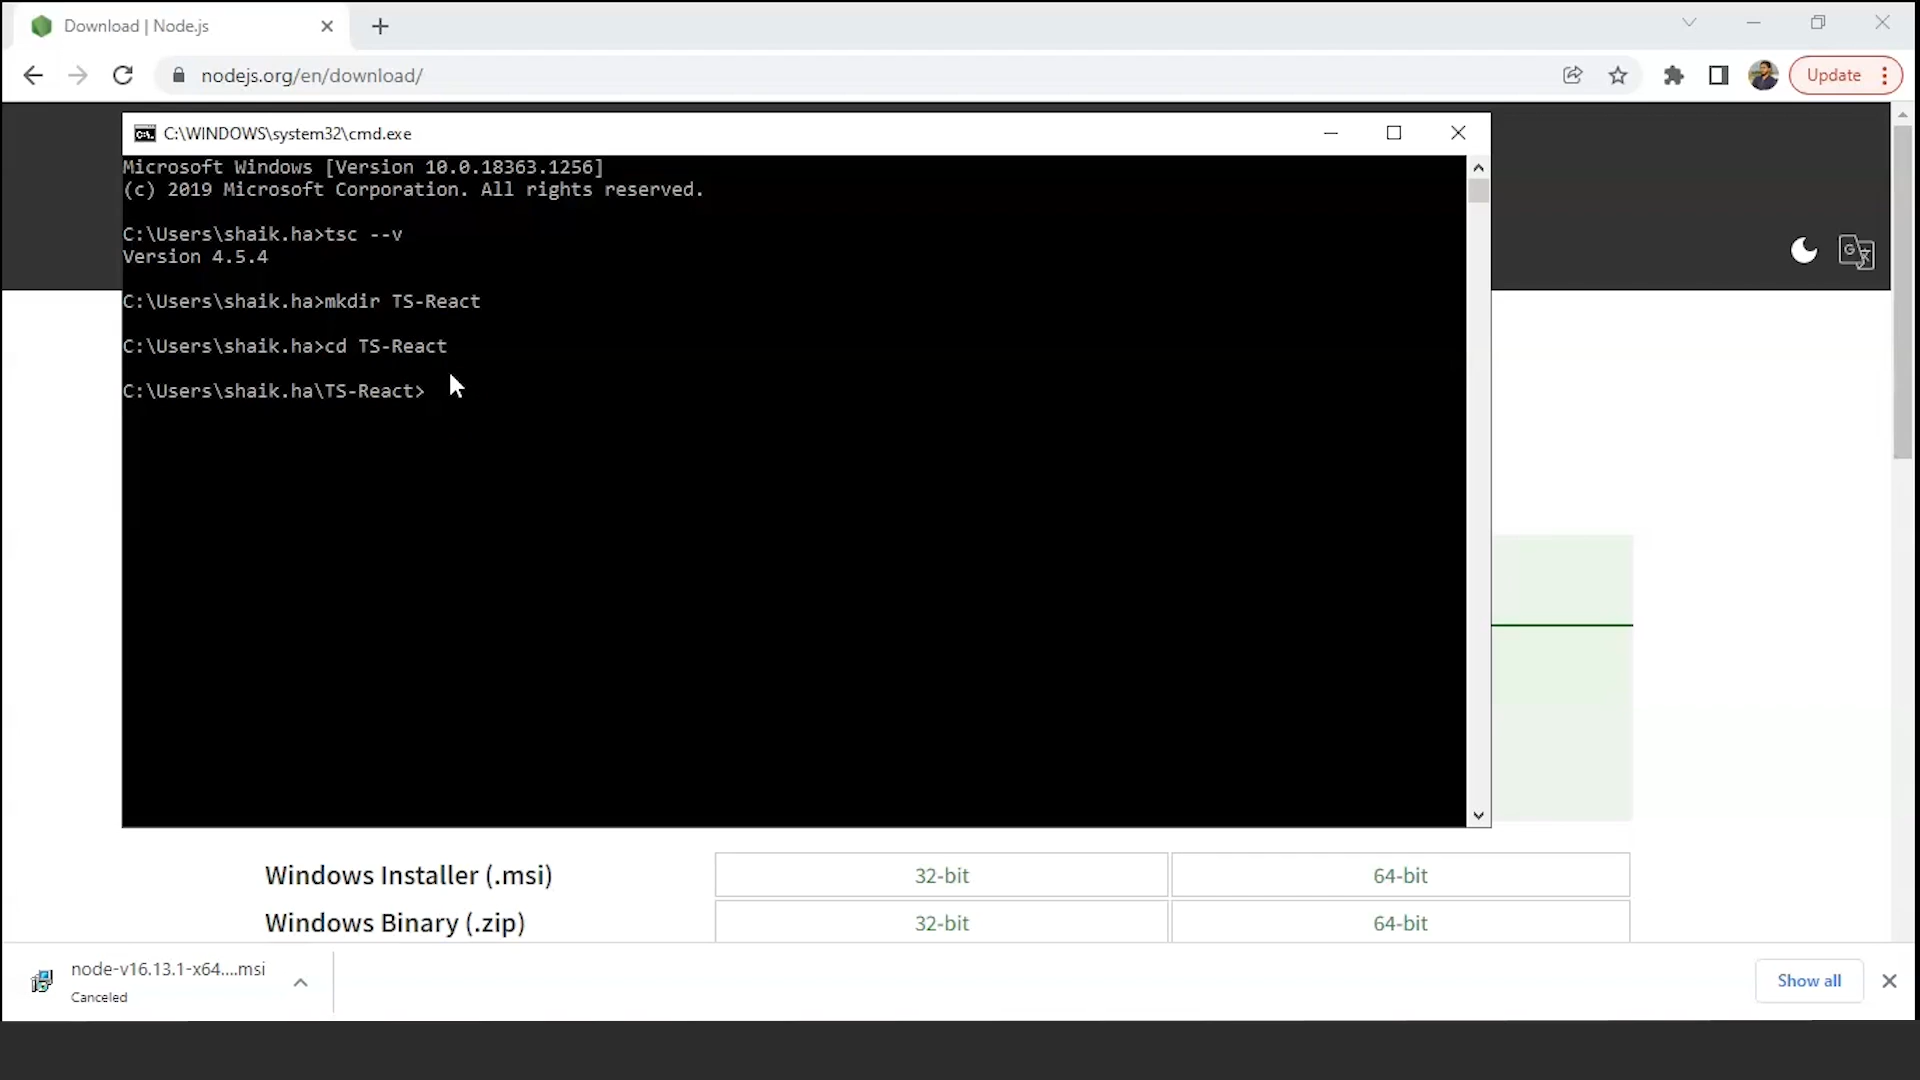 Download | Node.js
nodejs.org/en/download/
Update
C:\WINDOWS\system32\cmd.exe
Microsoft Windows [Version 10.0.18363.1256]
(c) 2019 Microsoft Corporation. All rights reserved.
C:\Users\shaik.ha>tsc --v
Version 4.5.4
C:\Users\shaik.ha>mkdir TS-React
C:\Users\shaik.ha>cd TS-React
C:\Users\shaik.ha\TS-React>
Windows Installer (.msi) 32-bit 64-bit
Windows Binary (.zip) 32-bit 64-bit
node-v16.13.1-x64....msi
Canceled
Show all